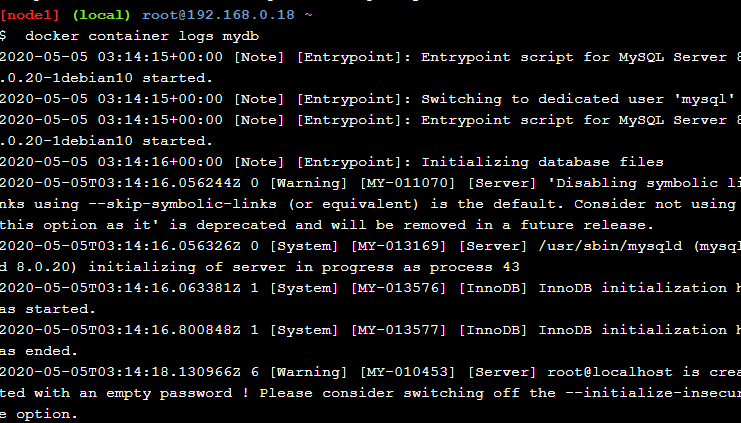 [node1] (local) root@192.168.0.18 ~
$  docker container logs mydb
2020-05-05 03:14:15+00:00 [Note] [Entrypoint]: Entrypoint script for MySQL Server 8
.0.20-1debian10 started.
2020-05-05 03:14:15+00:00 [Note] [Entrypoint]: Switching to dedicated user 'mysql'
2020-05-05 03:14:15+00:00 [Note] [Entrypoint]: Entrypoint script for MySQL Server 8
.0.20-1debian10 started.
2020-05-05 03:14:16+00:00 [Note] [Entrypoint]: Initializing database files
2020-05-05T03:14:16.056244Z 0 [Warning] [MY-011070] [Server] 'Disabling symbolic li
nks using --skip-symbolic-links (or equivalent) is the default. Consider not using
this option as it' is deprecated and will be removed in a future release.
2020-05-05T03:14:16.056326Z 0 [System] [MY-013169] [Server] /usr/sbin/mysqld (mysql
d 8.0.20) initializing of server in progress as process 43
2020-05-05T03:14:16.063381Z 1 [System] [MY-013576] [InnoDB] InnoDB initialization h
as started.
2020-05-05T03:14:16.800848Z 1 [System] [MY-013577] [InnoDB] InnoDB initialization h
as ended.
2020-05-05T03:14:18.130966Z 6 [Warning] [MY-010453] [Server] root@localhost is crea
ted with an empty password ! Please consider switching off the --initialize-insecur
e option.